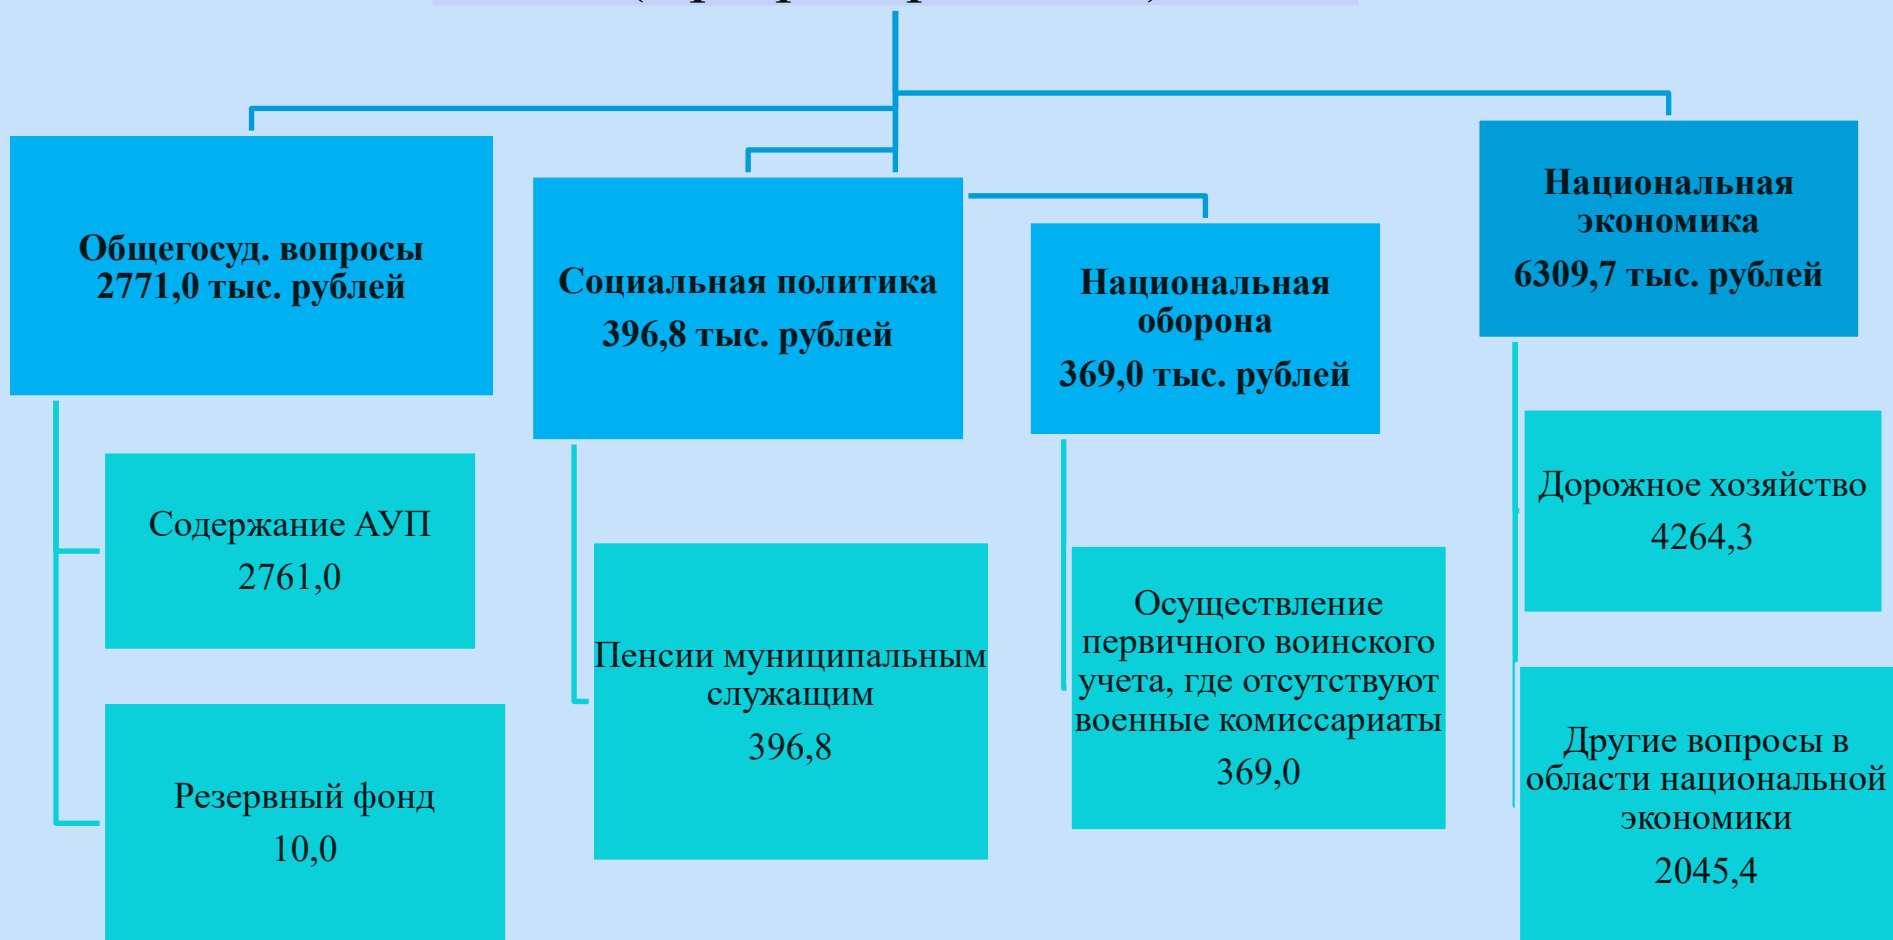 Общегосуд. вопросы
2771,0 тыс. рублей
Содержание АУП
2761,0
Резервный фонд
10,0
Социальная политика
396,8 тыс. рублей
Пенсии муниципальным
служащим
396,8
Национальная
оборона
369,0 тыс. рублей
Осуществление
первичного воинского
учета, где отсутствуют
военные комиссариаты
369,0
Национальная
экономика
6309,7 тыс. рублей
Дорожное хозяйство
4264,3
Другие вопросы в
области национальной
экономики
2045,4